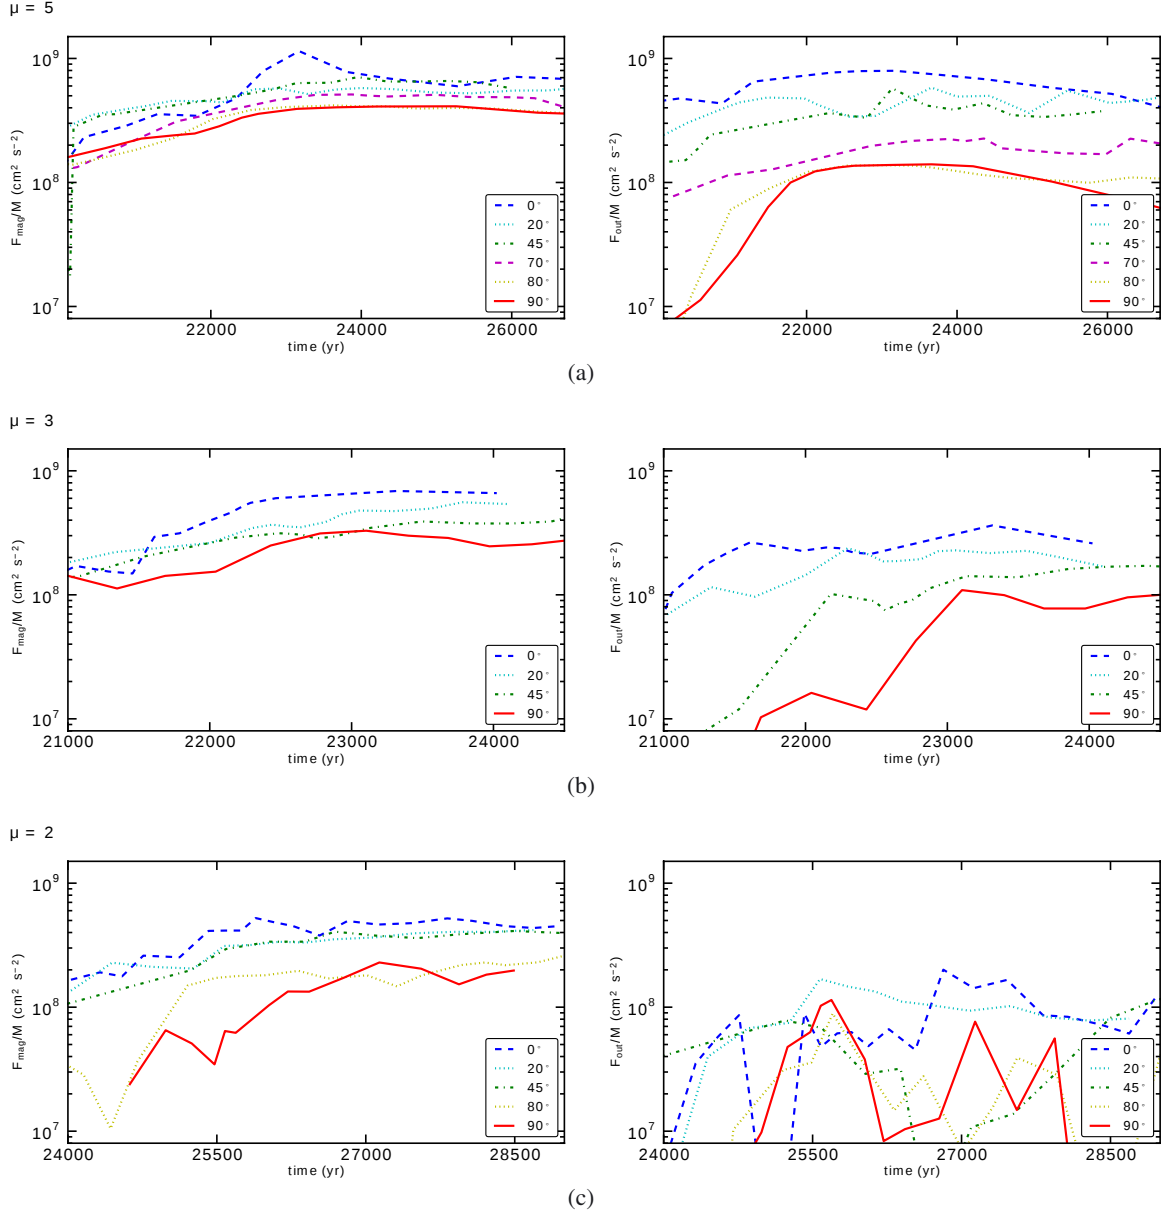 μ = 5
10⁹
10⁸
10⁷
F_mag/M (cm² s⁻²)
22000 24000 26000
time (yr)
0°
20°
45°
70°
80°
90°
10⁹
10⁸
10⁷
F_out/M (cm² s⁻²)
22000 24000 26000
time (yr)
0°
20°
45°
70°
80°
90°
(a)
μ = 3
10⁹
10⁸
10⁷
F_mag/M (cm² s⁻²)
21000 22000 23000 24000
time (yr)
0°
20°
45°
90°
10⁹
10⁸
10⁷
F_out/M (cm² s⁻²)
21000 22000 23000 24000
time (yr)
0°
20°
45°
90°
(b)
μ = 2
10⁹
10⁸
10⁷
F_mag/M (cm² s⁻²)
24000 25500 27000 28500
time (yr)
0°
20°
45°
80°
90°
10⁹
10⁸
10⁷
F_out/M (cm² s⁻²)
24000 25500 27000 28500
time (yr)
0°
20°
45°
80°
90°
(c)